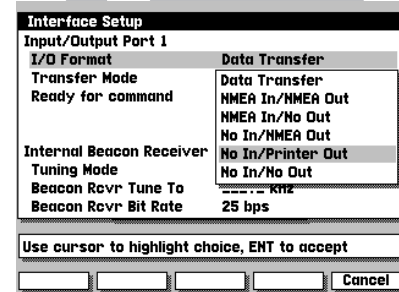 Interface Setup
Input/Output Port 1
I/O Format Data Transfer
Transfer Mode
Ready for command
Data Transfer
NMEA In/NMEA Out
NMEA In/No Out
No In/NMEA Out
No In/Printer Out
No In/No Out
Internal Beacon Receiver
Tuning Mode
Beacon Rcvr Tune To kHz
Beacon Rcvr Bit Rate 25 bps
Use cursor to highlight choice, ENT to accept
Cancel